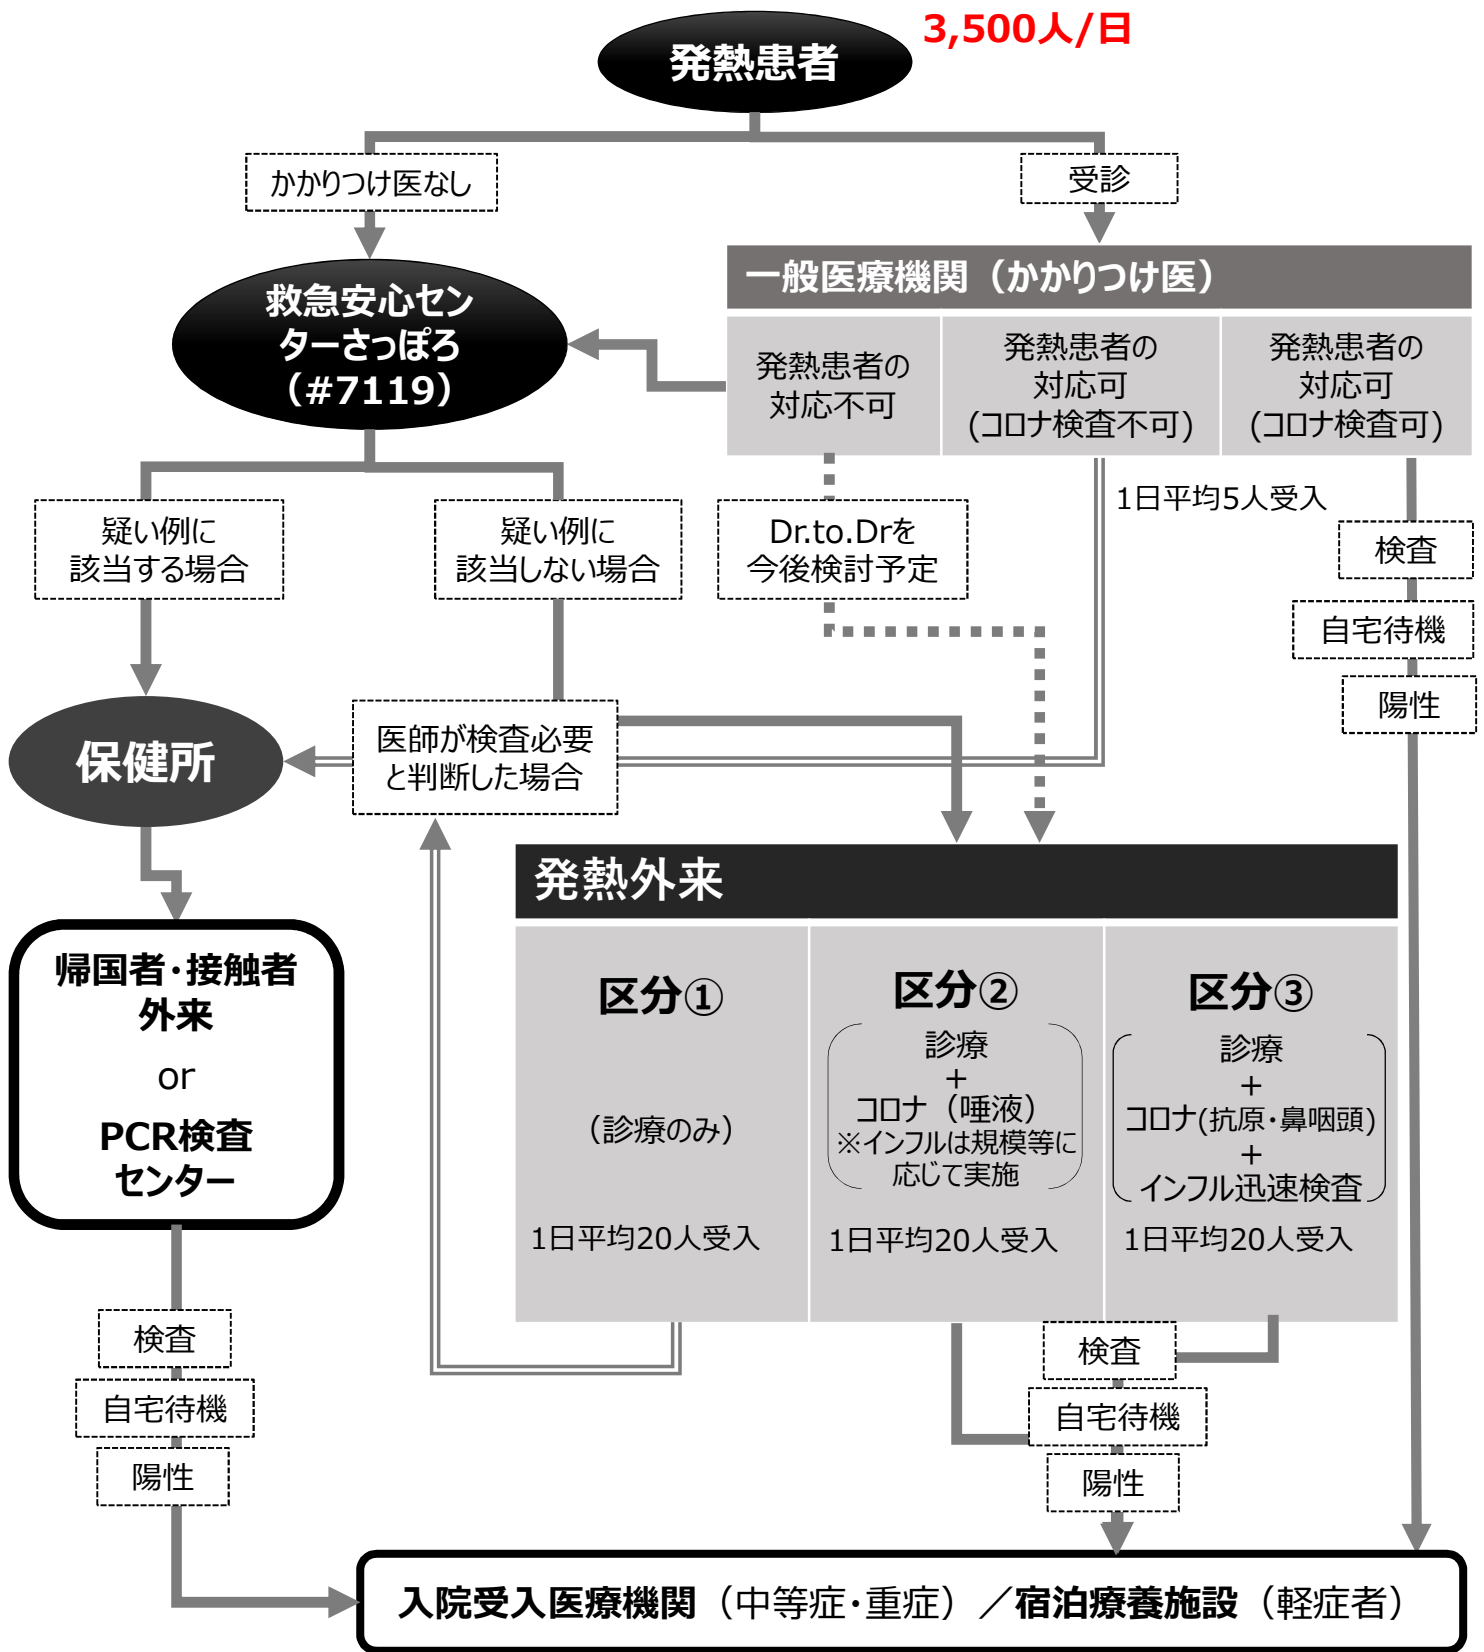 3,500人/日
発熱患者
かかりつけ医なし
受診
一般医療機関（かかりつけ医）
救急安心セン
ターさっぽろ
（#7119）
発熱患者の
対応不可
発熱患者の
対応可
(コロナ検査不可)
発熱患者の
対応可
(コロナ検査可)
1日平均5人受入
疑い例に
該当する場合
疑い例に
該当しない場合
Dr.to.Drを
今後検討予定
検査
自宅待機
陽性
保健所
医師が検査必要
と判断した場合
発熱外来
帰国者・接触者
外来
or
PCR検査
センター
区分①
（診療のみ）
1日平均20人受入
区分②
診療
+
コロナ（唾液）
※インフルは規模等に
応じて実施
1日平均20人受入
区分③
診療
+
コロナ(抗原・鼻咽頭)
+
インフル迅速検査
1日平均20人受入
検査
自宅待機
陽性
検査
自宅待機
陽性
入院受入医療機関（中等症・重症）／宿泊療養施設（軽症者）